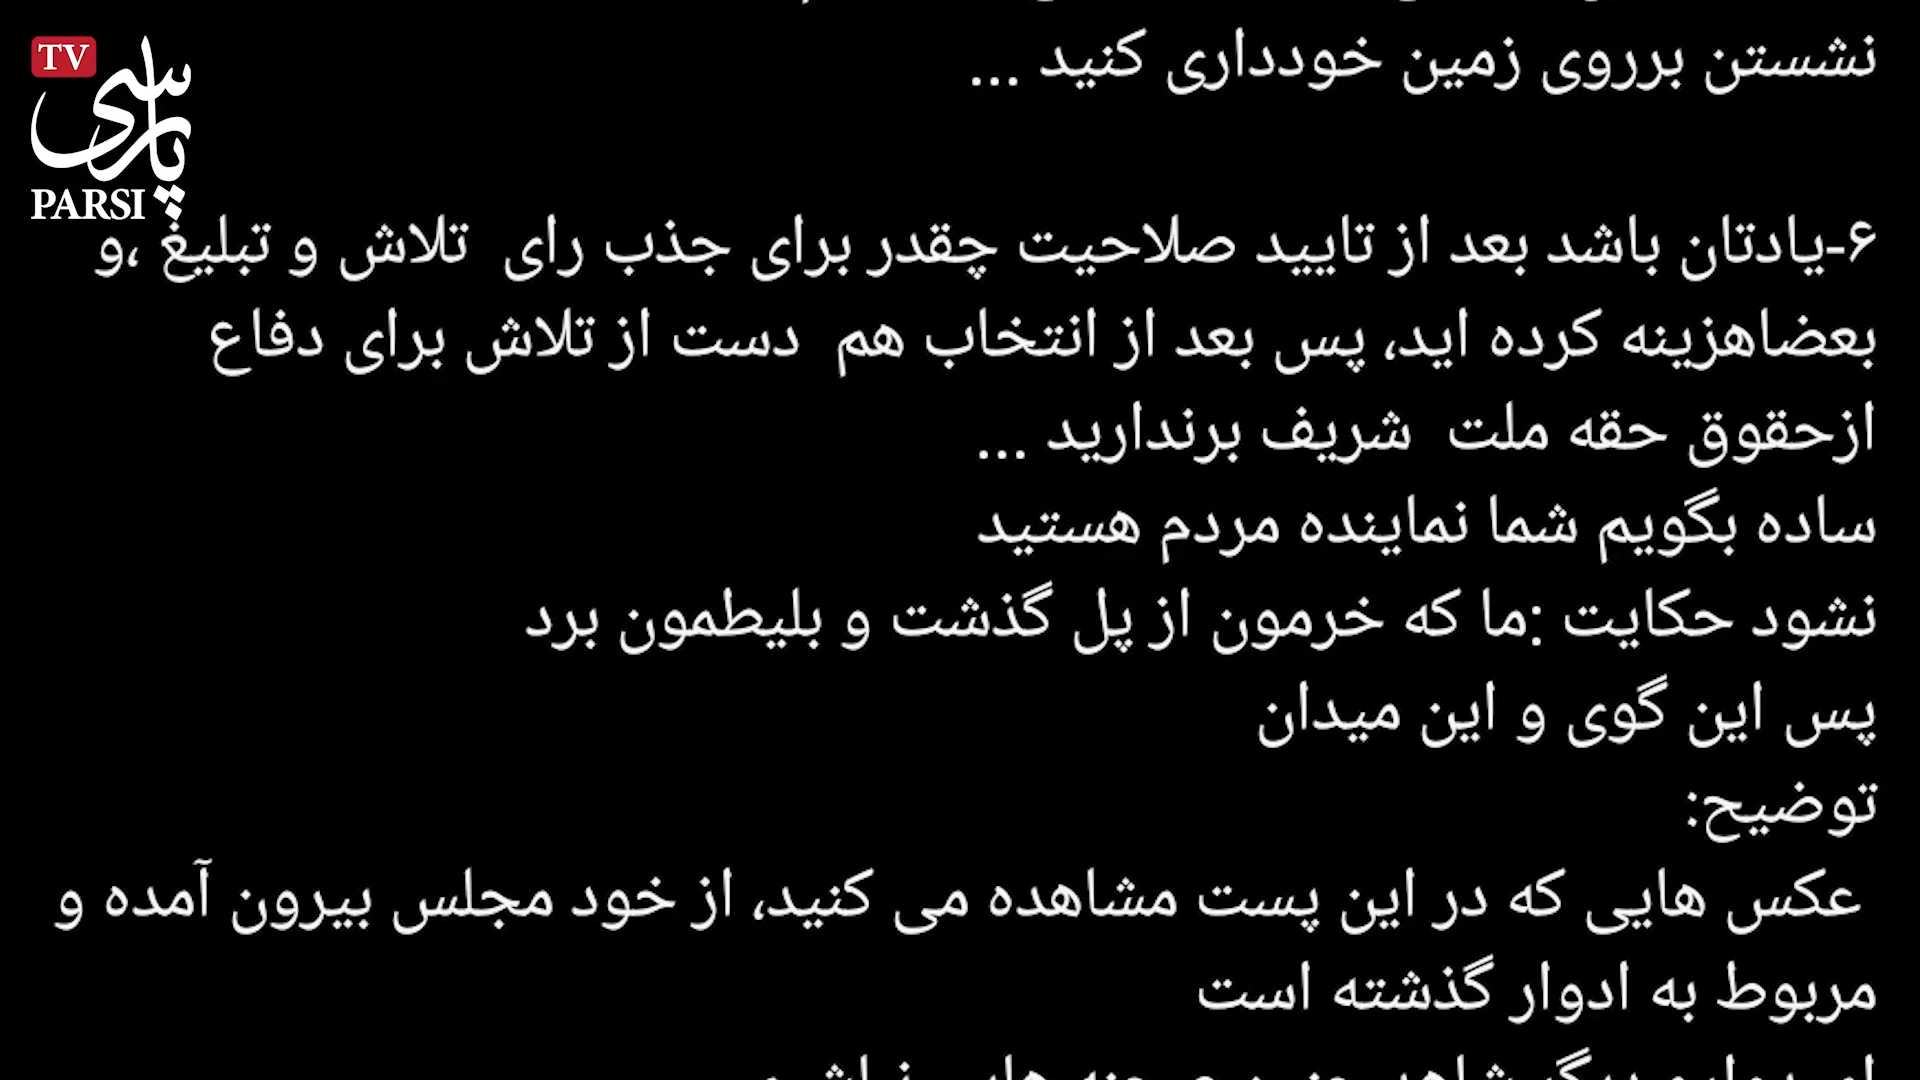 TV
پارسی
PARSI
نشستن برروی زمین خودداری کنید ...
۶-یادتان باشد بعد از تایید صلاحیت چقدر برای جذب رای تلاش و تبلیغ ،و
بعضاهزینه کرده اید، پس بعد از انتخاب هم دست از تلاش برای دفاع
ازحقوق حقه ملت شریف برندارید ...
ساده بگویم شما نماینده مردم هستید
نشود حکایت :ما که خرمون از پل گذشت و بلیطمون برد
پس این گوی و این میدان
توضیح:
عکس هایی که در این پست مشاهده می کنید، از خود مجلس بیرون آمده و
مربوط به ادوار گذشته است